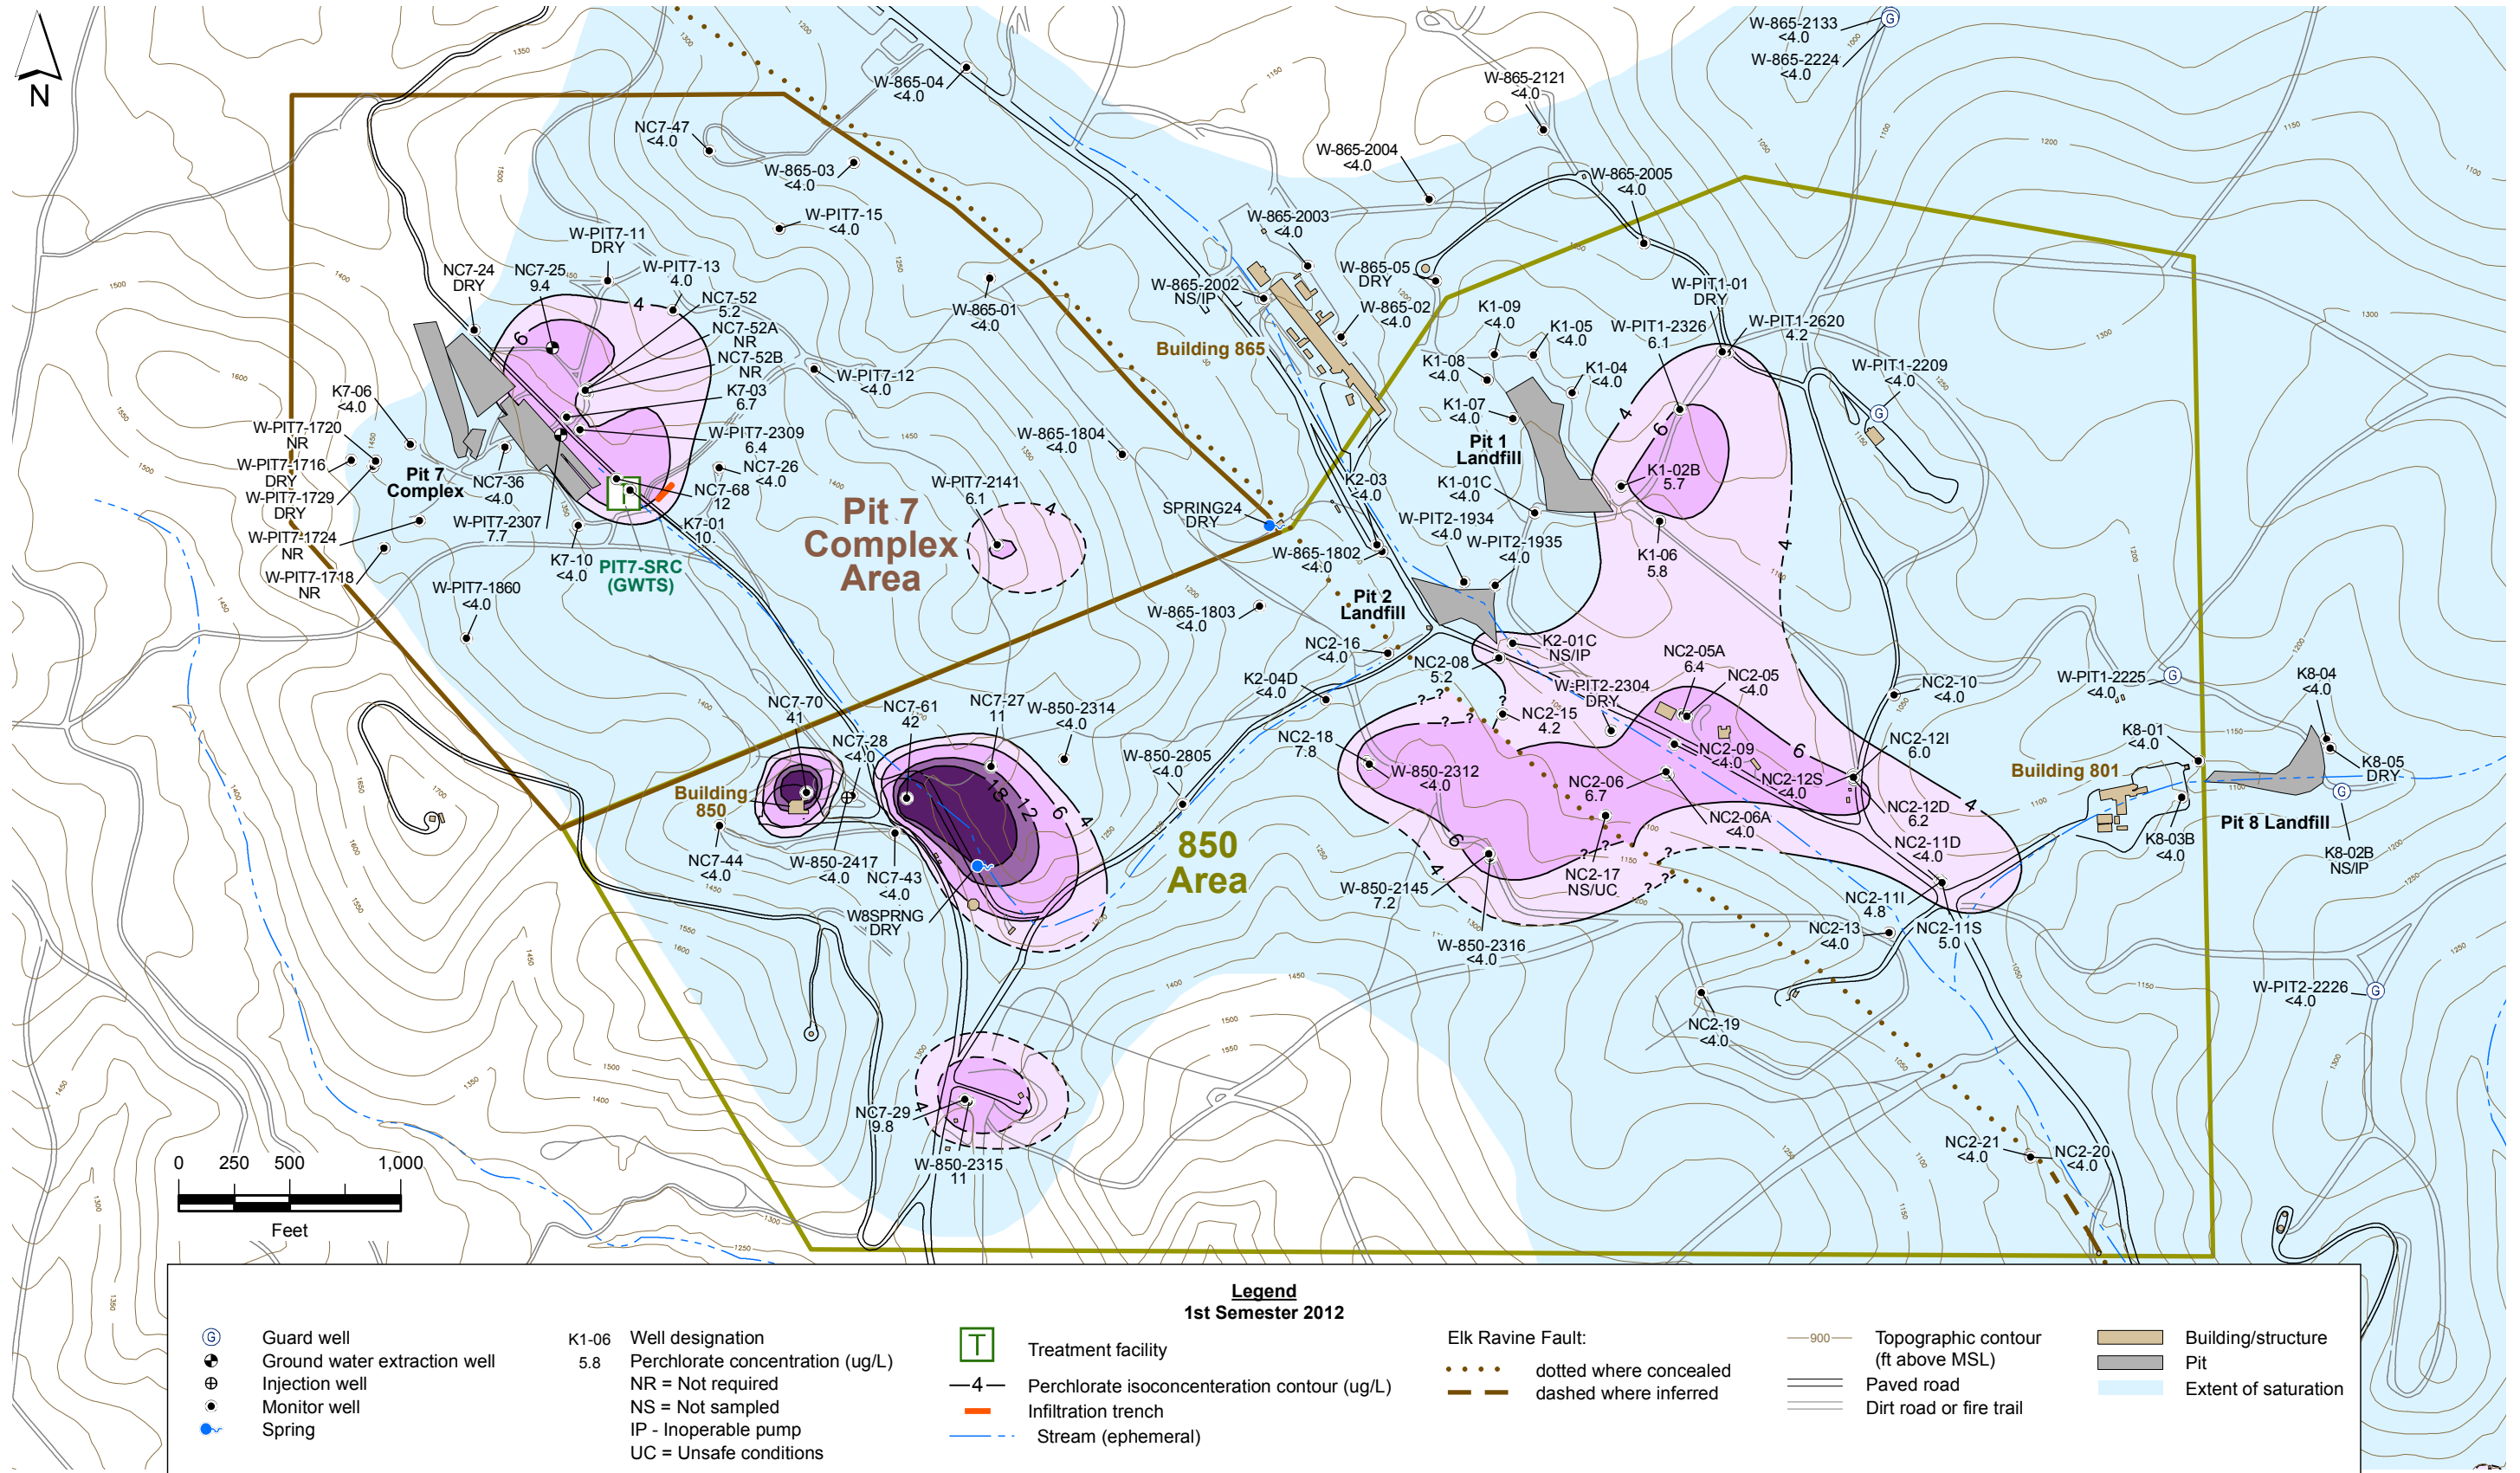 N
W-865-04
<4.0
NC7-47
<4.0
W-865-03
<4.0
W-PIT7-15
<4.0
W-PIT7-11
DRY
NC7-24
DRY
NC7-25
9.4
W-PIT7-13
4.0
NC7-52
5.2
NC7-52A
NR
NC7-52B
NR
K7-03
6.7
W-PIT7-2309
6.4
NC7-26
<4.0
NC7-68
12
K7-01
10.
K7-06
<4.0
W-PIT7-1720
NR
W-PIT7-1716
DRY
W-PIT7-1729
DRY
W-PIT7-1724
NR
W-PIT7-1718
NR
Pit 7
Complex
NC7-36
<4.0
W-PIT7-2307
7.7
K7-10
<4.0
PIT7-SRC
(GWTS)
T
W-PIT7-1860
<4.0
W-PIT7-12
<4.0
W-865-01
<4.0
W-865-1804
<4.0
W-PIT7-2141
6.1
Pit 7
Complex
Area
SPRING24
DRY
W-865-1802
<4.0
W-865-1803
<4.0
W-865-2133
<4.0
W-865-2224
<4.0
G
W-865-2121
<4.0
W-865-2004
<4.0
W-865-2005
<4.0
W-865-2003
<4.0
W-865-2002
NS/IP
W-865-05
DRY
W-865-02
<4.0
Building 865
W-PIT1-01
DRY
W-PIT1-2326
6.1
W-PIT1-2620
4.2
W-PIT1-2209
<4.0
G
K1-09
<4.0
K1-05
<4.0
K1-08
<4.0
K1-04
<4.0
K1-07
<4.0
Pit 1
Landfill
K1-02B
5.7
K1-01C
<4.0
K1-06
5.8
K2-03
<4.0
W-PIT2-1934
<4.0
W-PIT2-1935
<4.0
Pit 2
Landfill
K2-01C
NS/IP
NC2-16
<4.0
NC2-08
5.2
K2-04D
<4.0
NC2-05A
6.4
NC2-05
<4.0
W-PIT2-2304
DRY
NC2-15
4.2
NC2-10
<4.0
W-PIT1-2225
<4.0
G
K8-04
<4.0
K8-01
<4.0
K8-05
DRY
Building 801
Pit 8 Landfill
K8-03B
<4.0
K8-02B
NS/IP
G
NC7-70
41
NC7-61
42
NC7-27
11
W-850-2314
<4.0
NC7-28
<4.0
W-850-2805
<4.0
Building
850
NC7-44
<4.0
W-850-2417
<4.0
NC7-43
<4.0
W8SPRNG
DRY
850
Area
NC2-18
7.8
W-850-2312
<4.0
NC2-09
<4.0
NC2-06
6.7
NC2-12S
<4.0
NC2-12I
6.0
NC2-06A
<4.0
NC2-12D
6.2
NC2-11D
<4.0
NC2-17
NS/UC
W-850-2145
7.2
W-850-2316
<4.0
NC2-11I
4.8
NC2-13
<4.0
NC2-11S
5.0
W-PIT2-2226
<4.0
G
NC2-19
<4.0
NC7-29
9.8
W-850-2315
11
NC2-21
<4.0
NC2-20
<4.0
0 250 500 1,000
Feet
Legend
1st Semester 2012
G Guard well
Ground water extraction well
Injection well
Monitor well
Spring
K1-06 Well designation
5.8 Perchlorate concentration (ug/L)
NR = Not required
NS = Not sampled
IP - Inoperable pump
UC = Unsafe conditions
T Treatment facility
4 Perchlorate isoconcenteration contour (ug/L)
Infiltration trench
Stream (ephemeral)
Elk Ravine Fault:
dotted where concealed
dashed where inferred
900 Topographic contour
(ft above MSL)
Paved road
Dirt road or fire trail
Building/structure
Pit
Extent of saturation